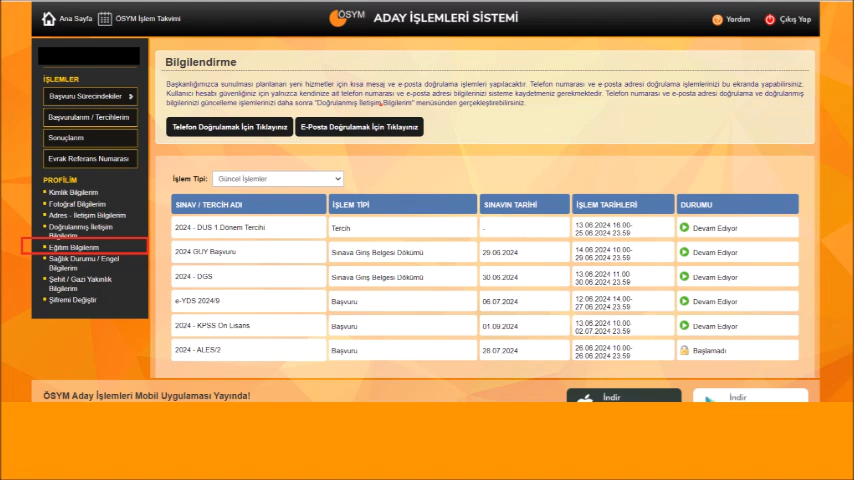 Ana Sayfa
ÖSYM İşlem Takvimi
ÖSYM
ADAY İŞLEMLERİ SİSTEMİ
Yardım
Çıkış Yap
İŞLEMLER
Başvuru Sürecindekiler
Başvurularım / Tercihlerim
Sonuçlarım
Evrak Referans Numarası
PROFİLİM
Kimlik Bilgilerim
Fotoğraf Bilgilerim
Adres - İletişim Bilgilerim
Doğrulanmış İletişim
Bilgilerim
Eğitim Bilgilerim
Sağlık Durumu / Engel
Bilgilerim
Şehit / Gazi Yakınlık
Bilgilerim
Şifremi Değiştir
Bilgilendirme
Başkanlığımızca sunulması planlanan yeni hizmetler için kısa mesaj ve e-posta doğrulama işlemleri yapılacaktır. Telefon numarası ve e-posta adresi doğrulama işlemlerinizi bu ekranda yapabilirsiniz.
Kullanıcı hesabı güvenliğiniz için yalnızca kendinize ait telefon numarası ve e-posta adresi bilgilerinizi sisteme kaydetmeniz gerekmektedir. Telefon numarası ve e-posta adresi doğrulama ve doğrulanmış
bilgilerinizi güncelleme işlemlerinizi daha sonra "Doğrulanmış İletişim Bilgilerim" menüsünden gerçekleştirebilirsiniz.
Telefon Doğrulamak İçin Tıklayınız
E-Posta Doğrulamak İçin Tıklayınız
İşlem Tipi: Güncel İşlemler
SINAV / TERCİH ADI İŞLEM TİPİ SINAVIN TARİHİ İŞLEM TARİHLERİ DURUMU
2024 - DUS 1.Dönem Tercihi Tercih - 13.06.2024 16.00-
25.06.2024 23.59 Devam Ediyor
2024 GUY Başvuru Sınava Giriş Belgesi Dökümü 29.06.2024 14.06.2024 10.00-
29.06.2024 23.59 Devam Ediyor
2024 - DGS Sınava Giriş Belgesi Dökümü 30.06.2024 13.06.2024 11.00-
30.06.2024 23.59 Devam Ediyor
e-YDS 2024/9 Başvuru 06.07.2024 12.06.2024 14.00-
27.06.2024 23.59 Devam Ediyor
2024 - KPSS Ön Lisans Başvuru 01.09.2024 13.06.2024 10.00-
02.07.2024 23.59 Devam Ediyor
2024 - ALES/2 Başvuru 28.07.2024 26.06.2024 10.00-
26.06.2024 23.59 Başlamadı
ÖSYM Aday İşlemleri Mobil Uygulaması Yayında!
İndir
İndir